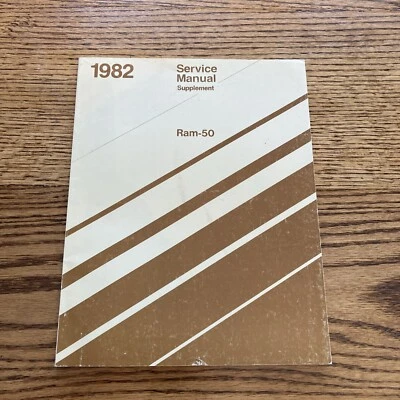 1982
Service
Manual
Supplement
Ram-50